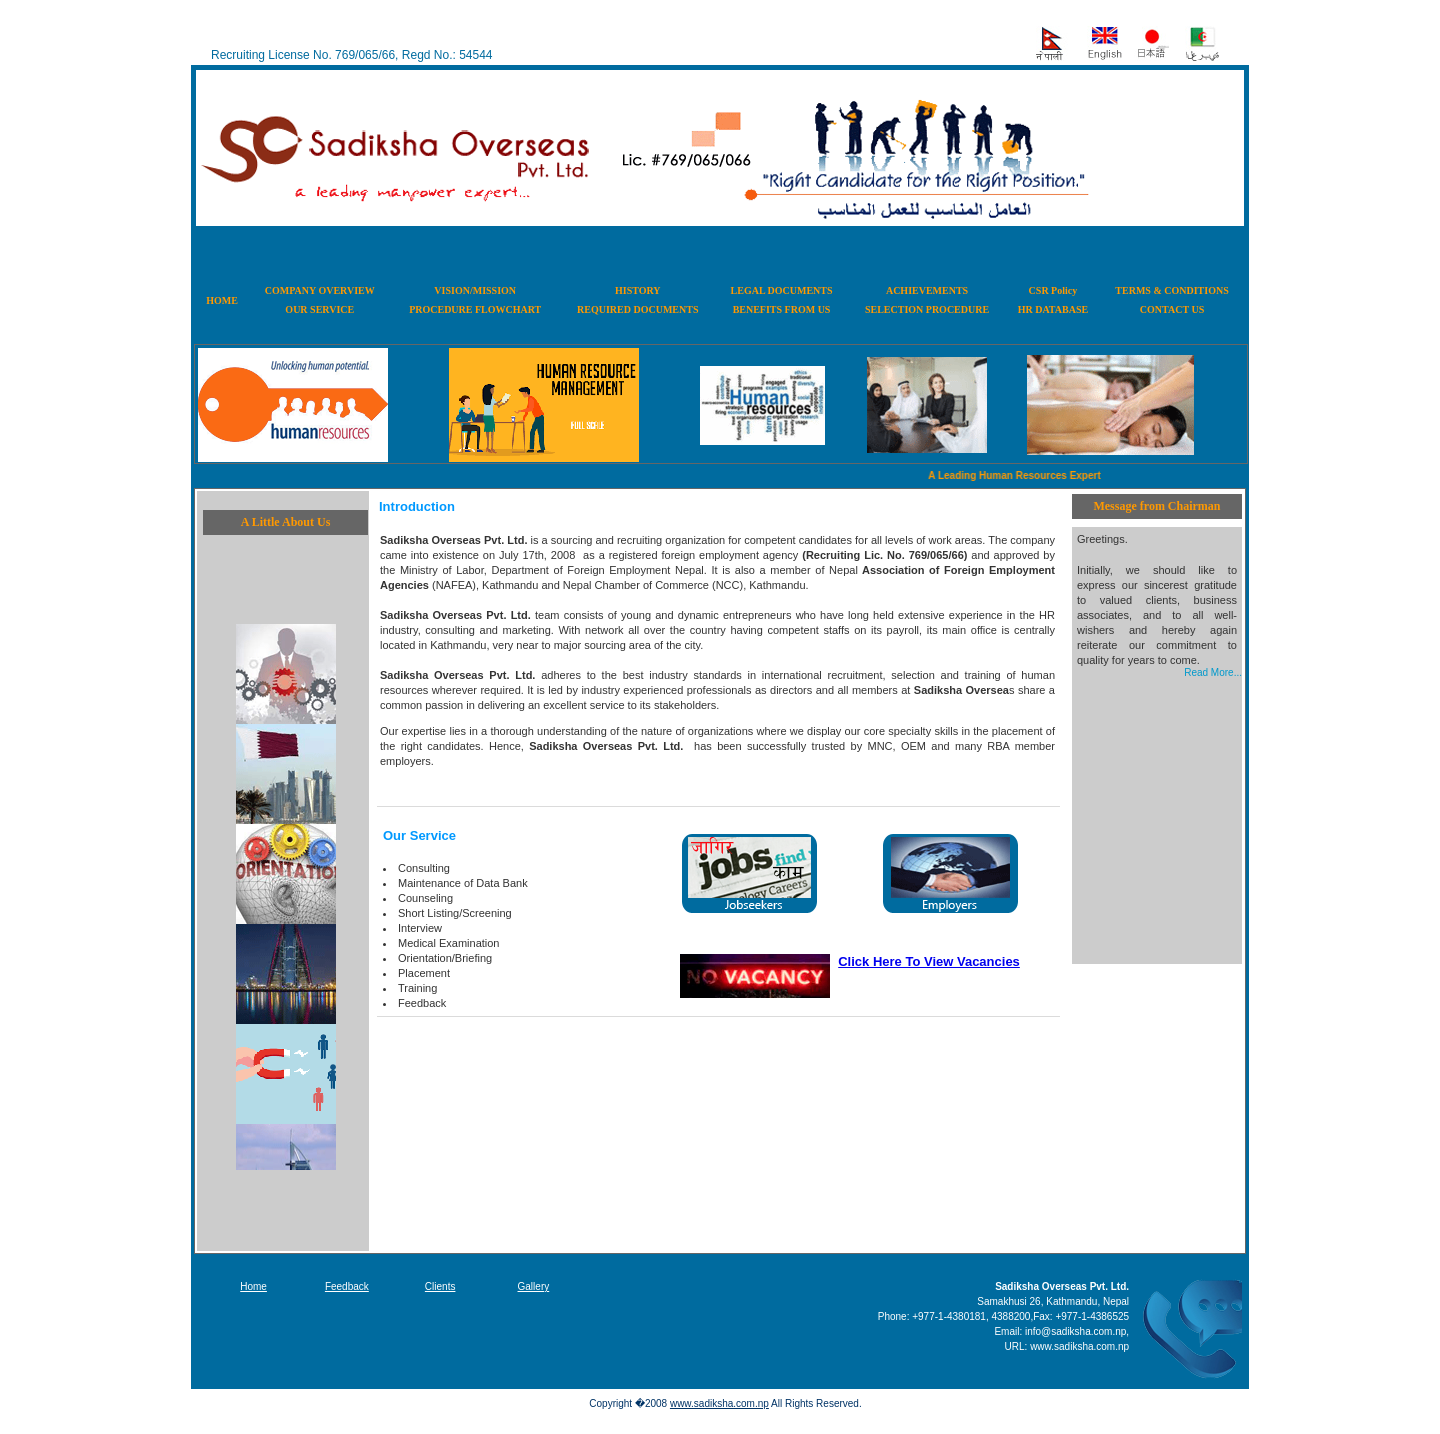 Recruiting License No. 769/065/66, Regd No.: 54544
नेपाली
English
日本語
Sadiksha Overseas
Pvt. Ltd.
a leading manpower expert...
Lic. #769/065/066
"Right Candidate for the Right Position."
العامل المناسب للعمل المناسب
HOME
COMPANY OVERVIEW
VISION/MISSION
HISTORY
LEGAL DOCUMENTS
ACHIEVEMENTS
CSR Policy
TERMS & CONDITIONS
OUR SERVICE
PROCEDURE FLOWCHART
REQUIRED DOCUMENTS
BENEFITS FROM US
SELECTION PROCEDURE
HR DATABASE
CONTACT US
Unlocking human potential.
humanresources
HUMAN RESOURCE
MANAGEMENT
Human
resources
A Leading Human Resources Expert
A Little About Us
ORIENTATIO
Introduction
Sadiksha Overseas Pvt. Ltd. is a sourcing and recruiting organization for competent candidates for all levels of work areas. The company
came into existence on July 17th, 2008 as a registered foreign employment agency (Recruiting Lic. No. 769/065/66) and approved by
the Ministry of Labor, Department of Foreign Employment Nepal. It is also a member of Nepal Association of Foreign Employment
Agencies (NAFEA), Kathmandu and Nepal Chamber of Commerce (NCC), Kathmandu.
Sadiksha Overseas Pvt. Ltd. team consists of young and dynamic entrepreneurs who have long held extensive experience in the HR
industry, consulting and marketing. With network all over the country having competent staffs on its payroll, its main office is centrally
located in Kathmandu, very near to major sourcing area of the city.
Sadiksha Overseas Pvt. Ltd. adheres to the best industry standards in international recruitment, selection and training of human
resources wherever required. It is led by industry experienced professionals as directors and all members at Sadiksha Overseas share a
common passion in delivering an excellent service to its stakeholders.
Our expertise lies in a thorough understanding of the nature of organizations where we display our core specialty skills in the placement of
the right candidates. Hence, Sadiksha Overseas Pvt. Ltd. has been successfully trusted by MNC, OEM and many RBA member
employers.
Our Service
Consulting
Maintenance of Data Bank
Counseling
Short Listing/Screening
Interview
Medical Examination
Orientation/Briefing
Placement
Training
Feedback
जागिर
jobs find
काम
ology Careers
Jobseekers
Employers
NO VACANCY
Click Here To View Vacancies
Message from Chairman
Greetings.
Initially, we should like to
express our sincerest gratitude
to valued clients, business
associates, and to all well-
wishers and hereby again
reiterate our commitment to
quality for years to come.
Read More...
Home
Feedback
Clients
Gallery
Sadiksha Overseas Pvt. Ltd.
Samakhusi 26, Kathmandu, Nepal
Phone: +977-1-4380181, 4388200,Fax: +977-1-4386525
Email: info@sadiksha.com.np,
URL: www.sadiksha.com.np
Copyright �2008 www.sadiksha.com.np All Rights Reserved.